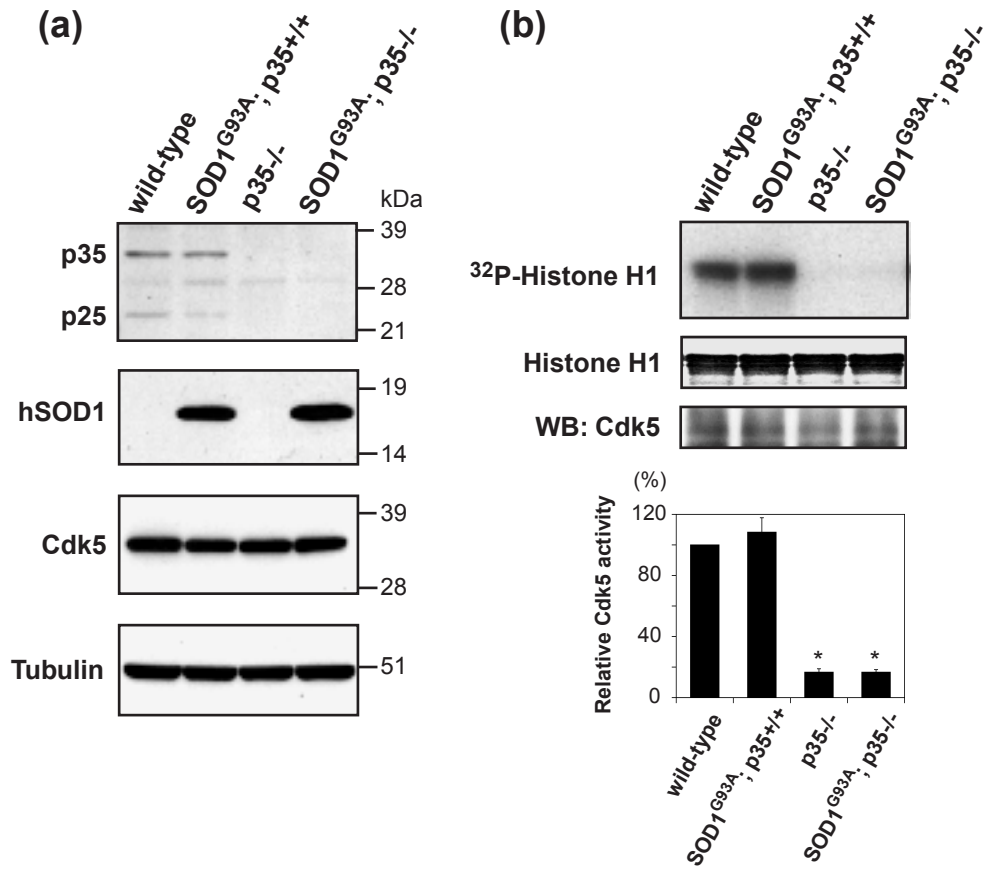 (a)
wild-type
SOD1G93A; p35+/+
p35-/-
SOD1G93A; p35-/-
kDa
p35
p25
39
28
21
hSOD1
19
14
Cdk5
39
28
Tubulin
51
(b)
wild-type
SOD1G93A; p35+/+
p35-/-
SOD1G93A; p35-/-
32P-Histone H1
Histone H1
WB: Cdk5
(%)
Relative Cdk5 activity
120
80
40
0
*
*
wild-type
SOD1G93A; p35+/+
p35-/-
SOD1G93A; p35-/-